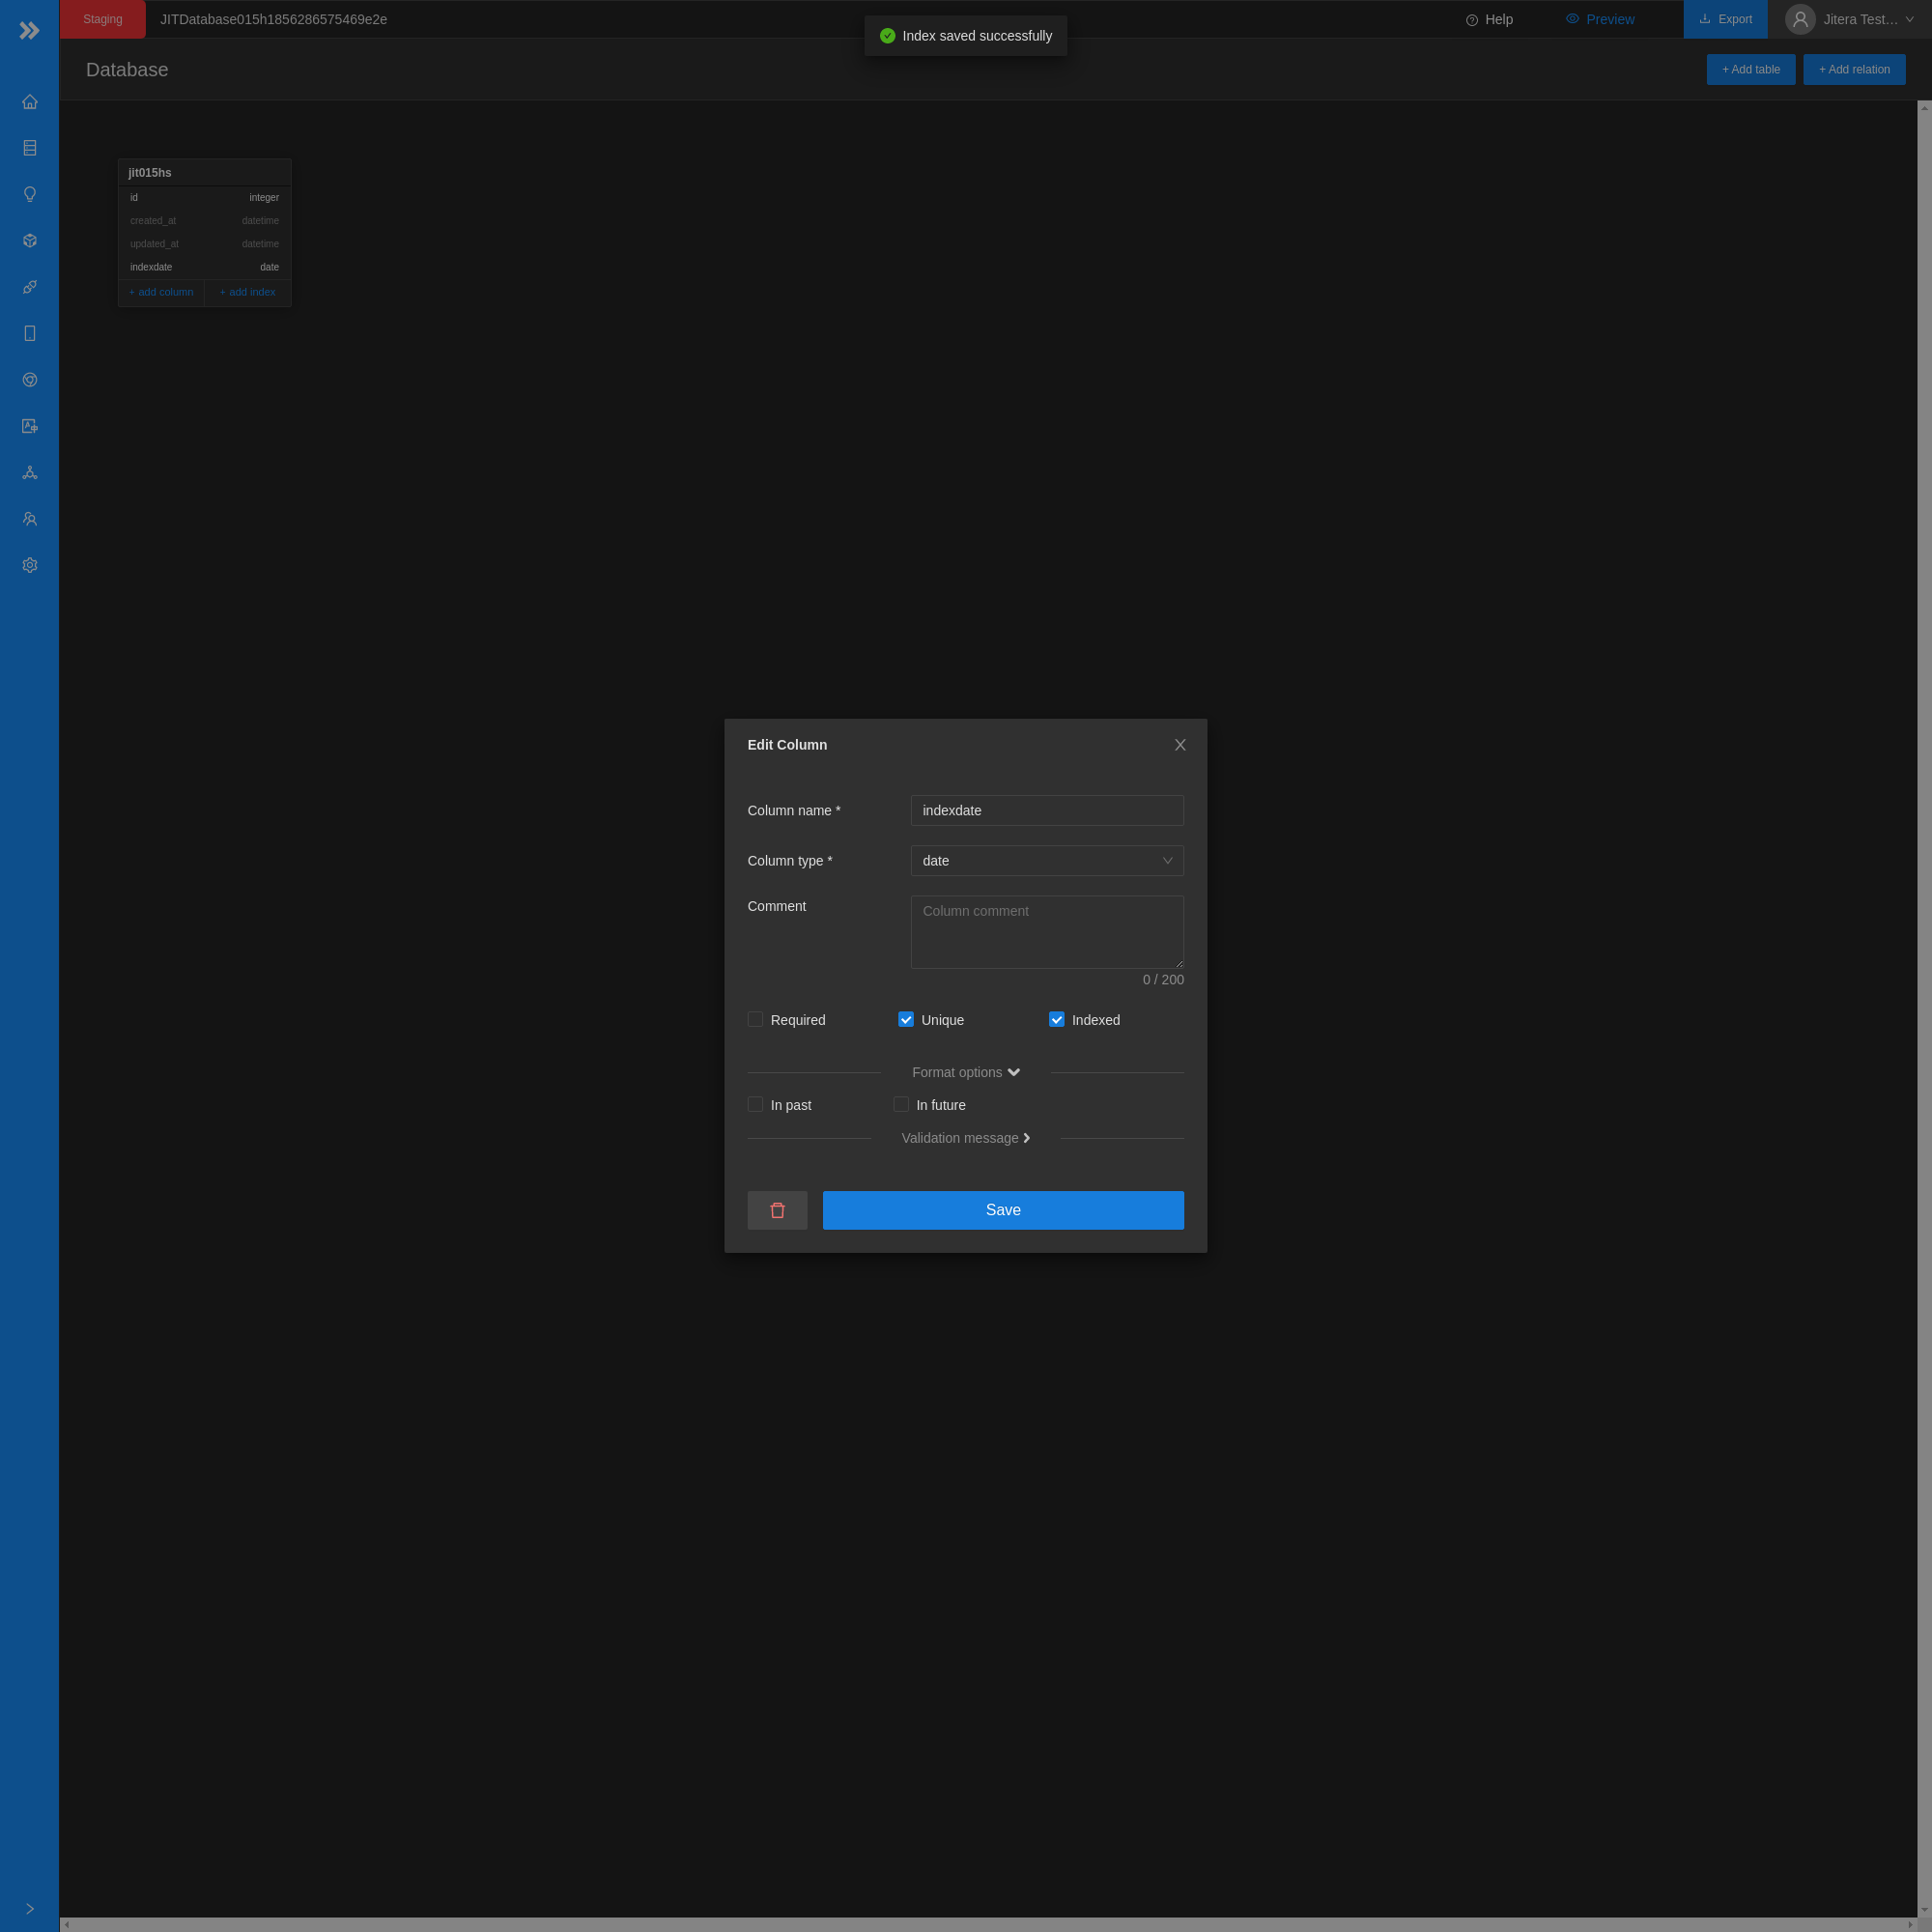 Staging
JITDatabase015h1856286575469e2e
Index saved successfully
Help
Preview
Export
Jitera Test…
Database
+ Add table
+ Add relation
jit015hs
id integer
created_at datetime
updated_at datetime
indexdate date
+ add column + add index
Edit Column
Column name * indexdate
Column type * date
Comment Column comment
0 / 200
Required Unique Indexed
Format options
In past In future
Validation message
Save